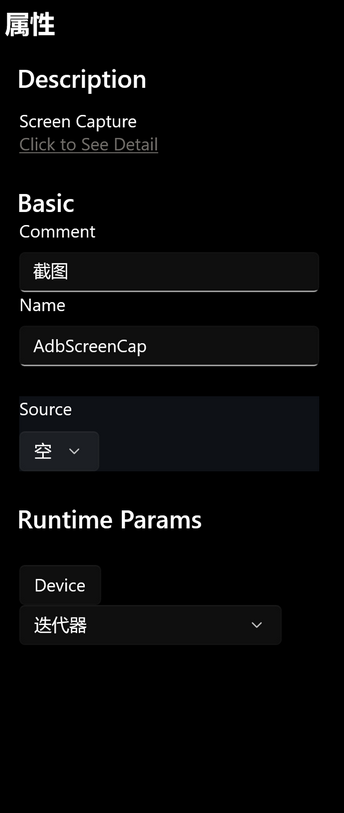 属性
Description
Screen Capture
Click to See Detail
Basic
Comment
截图
Name
AdbScreenCap
Source
空
Runtime Params
Device
迭代器